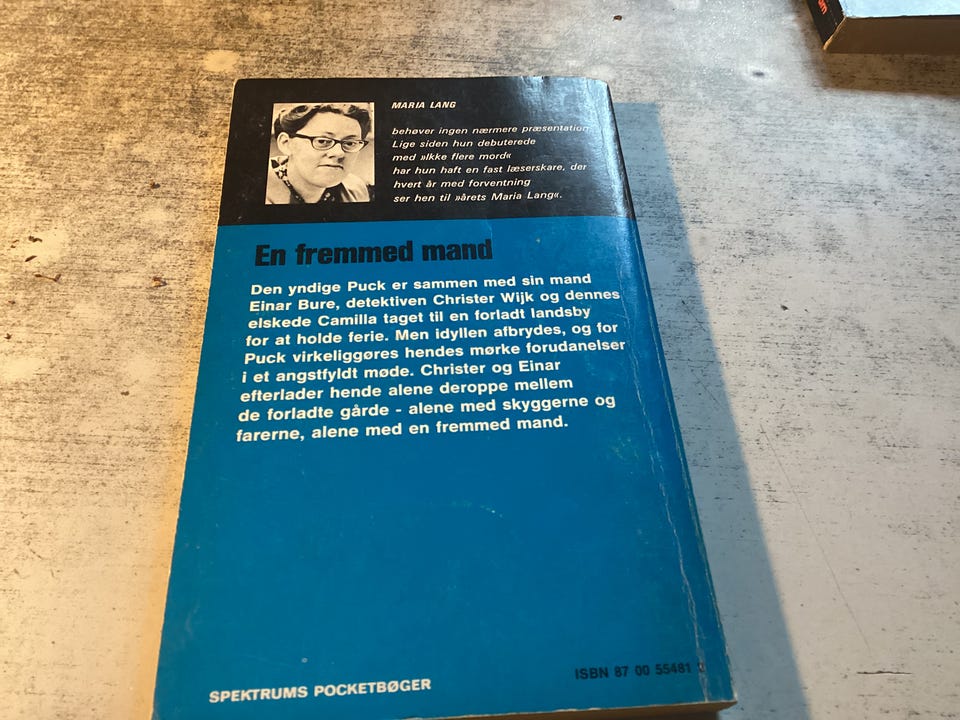 MARIA LANG
behøver ingen nærmere præsentation
Lige siden hun debuterede
med »Ikke flere mord«
har hun haft en fast læserskare, der
hvert år med forventning
ser hen til »årets Maria Lang«.
En fremmed mand
Den yndige Puck er sammen med sin mand
Einar Bure, detektiven Christer Wijk og dennes
elskede Camilla taget til en forladt landsby
for at holde ferie. Men idyllen afbrydes, og for
Puck virkeliggøres hendes mørke forudanelser
i et angstfyldt møde. Christer og Einar
efterlader hende alene deroppe mellem
de forladte gårde - alene med skyggerne og
farerne, alene med en fremmed mand.
ISBN 87 00 55481
SPEKTRUMS POCKETBØGER